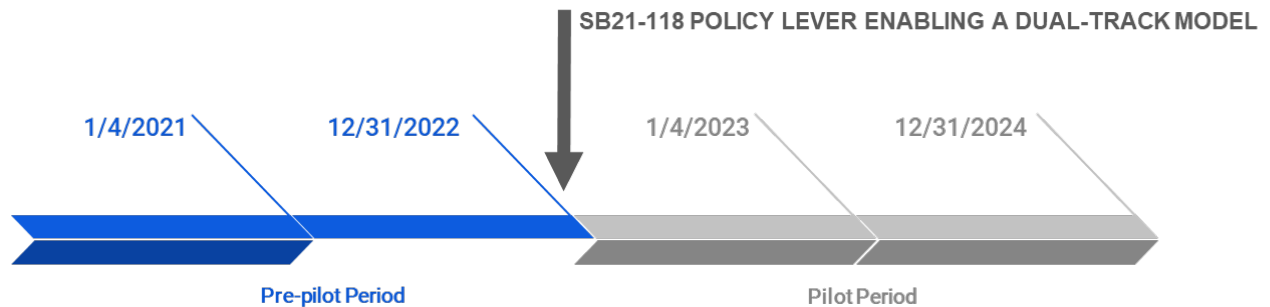 SB21-118 POLICY LEVER ENABLING A DUAL-TRACK MODEL
1/4/2021
12/31/2022
1/4/2023
12/31/2024
Pre-pilot Period
Pilot Period